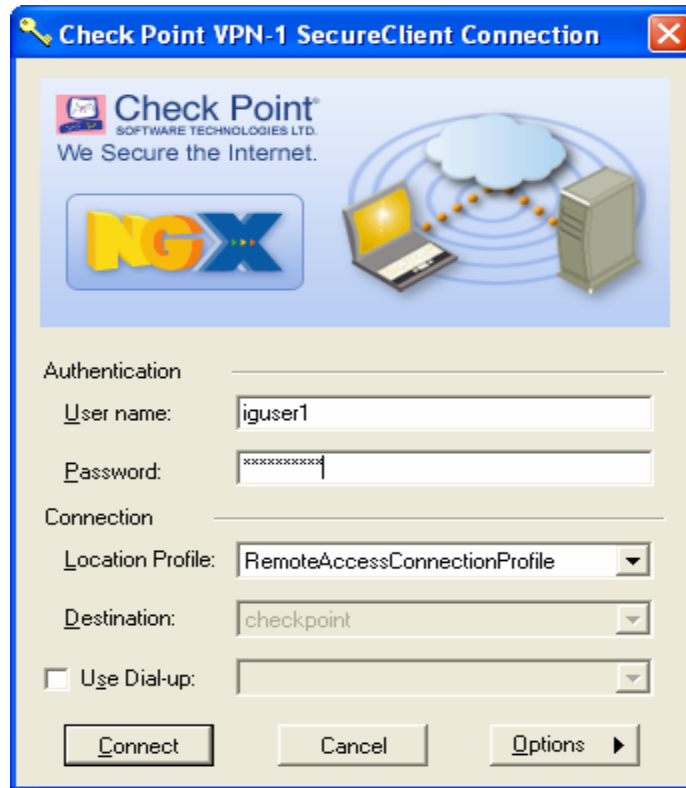 Check Point VPN-1 SecureClient Connection
Check Point
SOFTWARE TECHNOLOGIES LTD.
We Secure the Internet.
NGX
Authentication
User name: iguser1
Password: **********
Connection
Location Profile: RemoteAccessConnectionProfile
Destination: checkpoint
Use Dial-up:
Connect Cancel Options